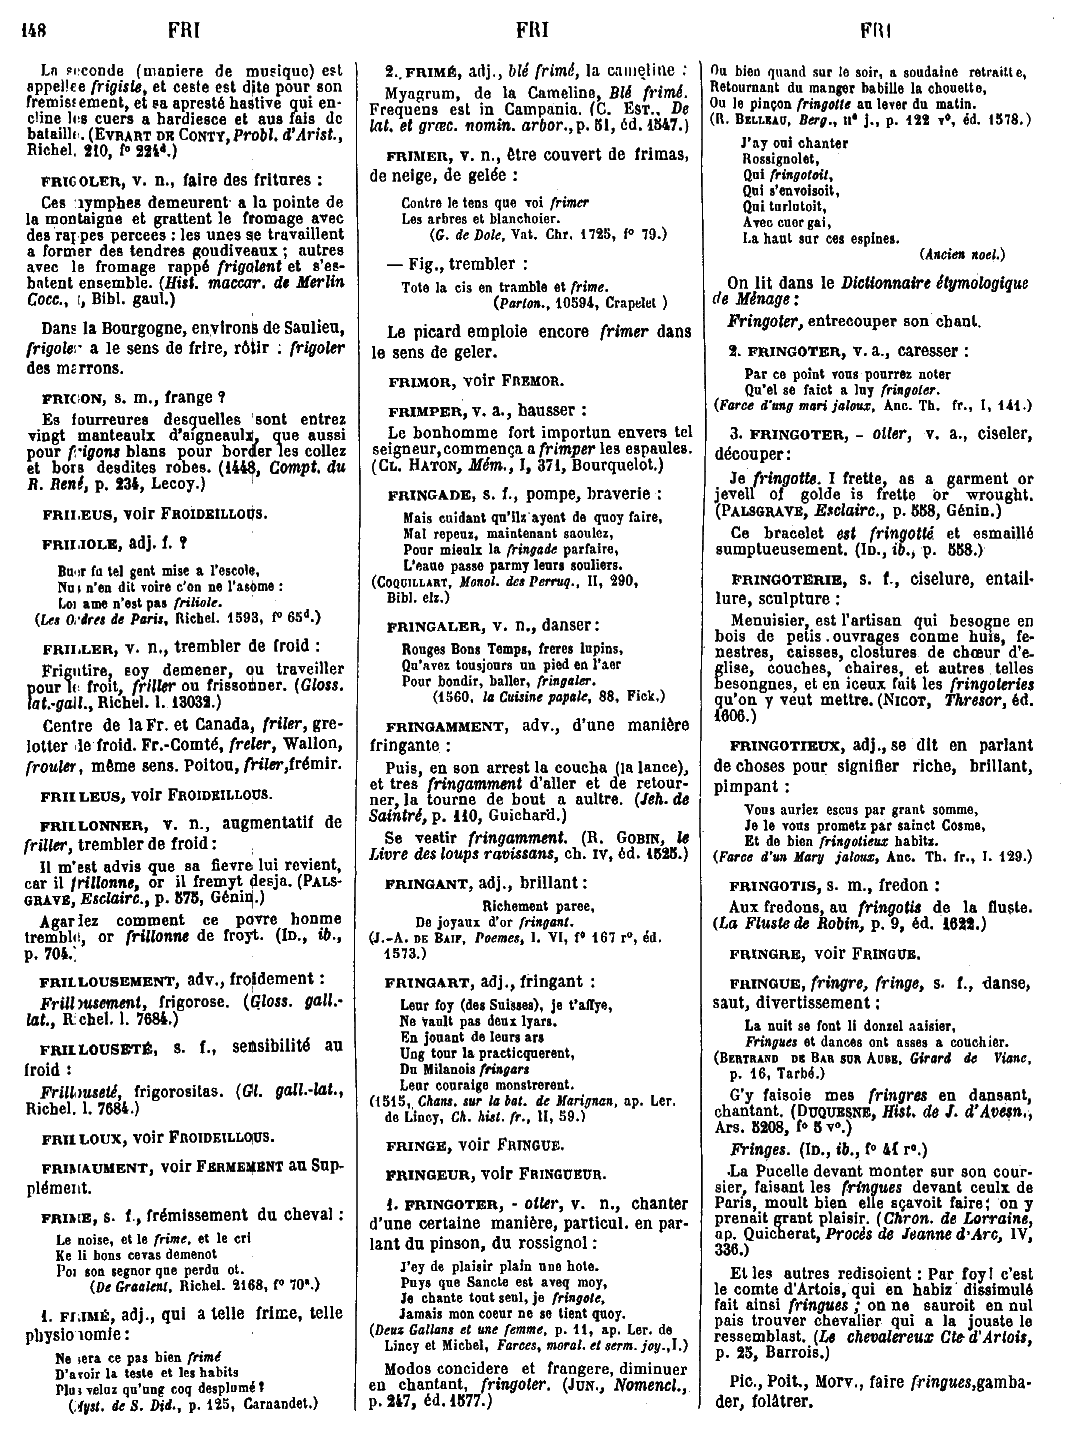 148 FRI FRI FRI
La seconde (maniere de musique) est
appellee frigiste, et ceste est dite pour son
fremissement, et sa apresté hastive qui en-
cline les cuers a hardiesce et aus fais de
bataille. (EVRART DE CONTY, Probl. d'Arist.,
Richel. 210, fº 224ᵈ.)
FRIGOLER, v. n., faire des fritures :
Ces nymphes demeurent a la pointe de
la montaigne et grattent le fromage avec
des rappes percees : les unes se travaillent
a former des tendres goudiveaux ; autres
avec le fromage rappé frigolent et s'es-
batent ensemble. (Hist. maccar. de Merlin
Cocc., Bibl. gaul.)
Dans la Bourgogne, environs de Saulieu,
frigoler a le sens de frire, rôtir : frigoler
des marrons.
FRIGON, s. m., frange ?
Es fourreures desquelles sont entrez
vingt manteaulx d'aigneaulx, que aussi
pour frigons blans pour border les collez
et bors desdites robes. (1448, Compt. du
R. René, p. 234, Lecoy.)
FRILEUS, voir FROIDEILLOUS.
FRILIOLE, adj. f. ?
Buer fu tel gent mise a l'escole,
Nus n'en dit voire c'on ne l'asome :
Lor ame n'est pas friliole.
(Les Ordres de Paris, Richel. 1593, fº 65ᵈ.)
FRILLER, v. n., trembler de froid :
Frigutire, soy demener, ou traveiller
pour le froit, friller ou frissonner. (Gloss.
lat.-gall., Richel. l. 13032.)
Centre de la Fr. et Canada, friler, gre-
lotter de froid. Fr.-Comté, freler, Wallon,
frouler, même sens. Poitou, friler, frémir.
FRILLEUS, voir FROIDEILLOUS.
FRILLONNER, v. n., augmentatif de
friller, trembler de froid :
Il m'est advis que sa fievre lui revient,
car il frillonne, or il fremyt desja. (PALS-
GRAVE, Esclairc., p. 575, Génin.)
Agarlez comment ce povre homme
tremble, or frillonne de froyt. (ID., ib.,
p. 704.)
FRILLOUSEMENT, adv., froidement :
Frillousement, frigorose. (Gloss. gall.-
lat., Richel. l. 7684.)
FRILLOUSETÉ, s. f., sensibilité au
froid :
Frillouseté, frigorositas. (Gl. gall.-lat.,
Richel. l. 7684.)
FRILLOUX, voir FROIDEILLOUS.
FRIMAUMENT, voir FERMEMENT au Sup-
plément.
FRIME, s. f., frémissement du cheval :
Le noise, et le frime, et le cri
Ke li bons cevas demenot
Por son segnor que perdu ot.
(De Graalent, Richel. 2168, fº 70ᵃ.)
1. FRIMÉ, adj., qui a telle frime, telle
physionomie :
Ne sera ce pas bien frimé
D'avoir la teste et les habits
Plus velux qu'ung coq desplumé ?
(Myst. de S. Did., p. 125, Carnandet.)
2. FRIMÉ, adj., blé frimé, la cameline :
Myagrum, de la Cameline, Blé frimé.
Frequens est in Campania. (C. EST., De
lat. et græc. nomin. arbor., p. 51, éd. 1547.)
FRIMER, v. n., être couvert de frimas,
de neige, de gelée :
Contre le tens que voi frimer
Les arbres et blanchoier.
(G. de Dole, Vat. Chr. 1725, fº 79.)
— Fig., trembler :
Tote la cis en tramble et frime.
(Parton., 10594, Crapelet )
Le picard emploie encore frimer dans
le sens de geler.
FRIMOR, voir FREMOR.
FRIMPER, v. a., hausser :
Le bonhomme fort importun envers tel
seigneur, commença a frimper les espaules.
(CL. HATON, Mém., I, 371, Bourquelot.)
FRINGADE, s. f., pompe, braverie :
Mais cuidant qu'ilz ayent de quoy faire,
Mal repeuz, maintenant saoulez,
Pour mieulx la fringade parfaire,
L'eaue passe parmy leurs souliers.
(COQUILLART, Monol. des Perruq., II, 290,
Bibl. elz.)
FRINGALER, v. n., danser :
Rouges Bons Temps, freres lupins,
Qu'avez tousjours un pied en l'aer
Pour bondir, baller, fringaler.
(1560, la Cuisine papale, 88, Fick.)
FRINGAMMENT, adv., d'une manière
fringante :
Puis, en son arrest la coucha (la lance),
et tres fringamment d'aller et de retour-
ner, la tourne de bout a aultre. (Jeh. de
Saintré, p. 110, Guichard.)
Se vestir fringamment. (R. GOBIN, le
Livre des loups ravissans, ch. IV, éd. 1525.)
FRINGANT, adj., brillant :
Richement paree,
De joyaux d'or fringant.
(J.-A. DE BAIF, Poemes, l. VI, fº 167 rº, éd.
1573.)
FRINGART, adj., fringant :
Leur foy (des Suisses), je t'affye,
Ne vault pas deux lyars.
En jouant de leurs ars
Ung tour la practicquerent,
Du Milanois fringars
Leur couraige monstrerent.
(1515, Chans. sur la bat. de Marignan, ap. Ler.
de Lincy, Ch. hist. fr., II, 59.)
FRINGE, voir FRINGUE.
FRINGEUR, voir FRINGUEUR.
1. FRINGOTER, - otter, v. n., chanter
d'une certaine manière, particul. en par-
lant du pinson, du rossignol :
J'ey de plaisir plain une hote.
Puys que Sancte est aveq moy,
Je chante tout seul, je fringote,
Jamais mon coeur ne se tient quoy.
(Deux Gallans et une femme, p. 11, ap. Ler. de
Lincy et Michel, Farces, moral. et serm. joy., I.)
Modos concidere et frangere, diminuer
en chantant, fringoter. (JUN., Nomencl.,
p. 247, éd. 1577.)
Ou bien quand sur le soir, a soudaine retraitte,
Retournant du manger babille la chouette,
Ou le pinçon fringotte au lever du matin.
(R. BELLEAU, Berg., IIᵉ j., p. 122 vº, éd. 1578.)
J'ay oui chanter
Rossignolet,
Qui fringotoit,
Qui s'envoisoit,
Qui turlutoit,
Avec cuer gai,
La haut sur ces espines.
(Ancien noel.)
On lit dans le Dictionnaire étymologique
de Ménage :
Fringoter, entrecouper son chant.
2. FRINGOTER, v. a., caresser :
Par ce point vous pourrez noter
Qu'el se faict a luy fringoter.
(Farce d'ung mari jaloux, Anc. Th. fr., I, 141.)
3. FRINGOTER, - otter, v. a., ciseler,
découper :
Je fringotte. I frette, as a garment or
jevell of golde is frette or wrought.
(PALSGRAVE, Esclairc., p. 558, Génin.)
Ce bracelet est fringotté et esmaillé
sumptueusement. (ID., ib., p. 558.)
FRINGOTERIE, s. f., ciselure, entail-
lure, sculpture :
Menuisier, est l'artisan qui besogne en
bois de petis ouvrages conme huis, fe-
nestres, caisses, clostures de chœur d'e-
glise, couches, chaires, et autres telles
besongnes, et en iceux fait les fringoteries
qu'on y veut mettre. (NICOT, Thresor, éd.
1606.)
FRINGOTIEUX, adj., se dit en parlant
de choses pour signifier riche, brillant,
pimpant :
Vous auriez escus par grant somme,
Je le vous prometz par sainct Cosme,
Et de bien fringotieux habitz.
(Farce d'un Mary jaloux, Anc. Th. fr., I. 129.)
FRINGOTIS, s. m., fredon :
Aux fredons, au fringotis de la fluste.
(La Fluste de Robin, p. 9, éd. 1622.)
FRINGRE, voir FRINGUE.
FRINGUE, fringre, fringe, s. f., danse,
saut, divertissement :
La nuit se font li donzel aaisier,
Fringues et dances ont asses a couchier.
(BERTRAND DE BAR SUR AUBE, Girard de Viane,
p. 16, Tarbé.)
G'y faisoie mes fringres en dansant,
chantant. (DUQUESNE, Hist. de J. d'Avesn.,
Ars. 5208, fº 5 vº.)
Fringes. (ID., ib., fº 41 rº.)
La Pucelle devant monter sur son cour-
sier, faisant les fringues devant ceulx de
Paris, moult bien elle sçavoit faire; on y
prenait grant plaisir. (Chron. de Lorraine,
ap. Quicherat, Procés de Jeanne d'Arc, IV,
336.)
Et les autres redisoient : Par foy! c'est
le comte d'Artois, qui en habiz dissimulé
fait ainsi fringues ; on ne sauroit en nul
pais trouver chevalier qui a la jouste le
ressemblast. (Le chevalereux Cte d'Artois,
p. 25, Barrois.)
Pic., Poit., Morv., faire fringues, gamba-
der, folâtrer.